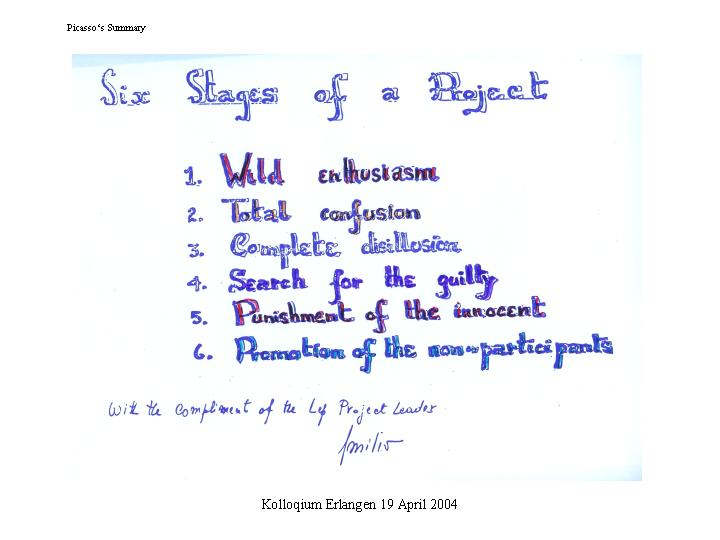 Picasso's Summary
Six Stages of a Project
1. Wild enthusiasm
2. Total confusion
3. Complete disillusion
4. Search for the guilty
5. Punishment of the innocent
6. Promotion of the non-participants
With the compliment of the Lep Project Leader
Emilio
Kolloqium Erlangen 19 April 2004